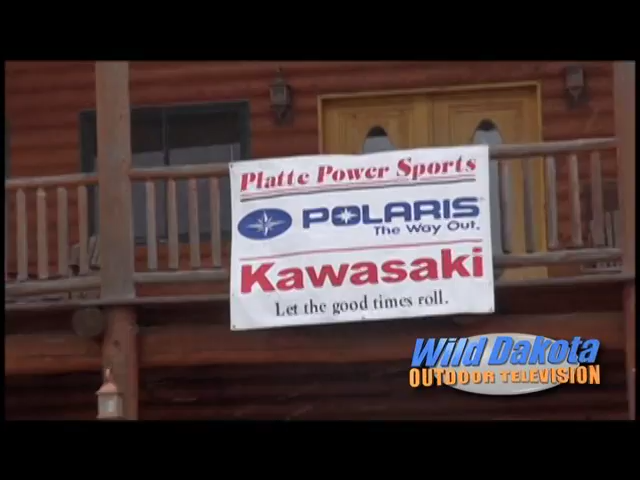 Platte Power Sports
POLARIS
The Way Out.
Kawasaki
Let the good times roll.
Wild Dakota
OUTDOOR TELEVISION